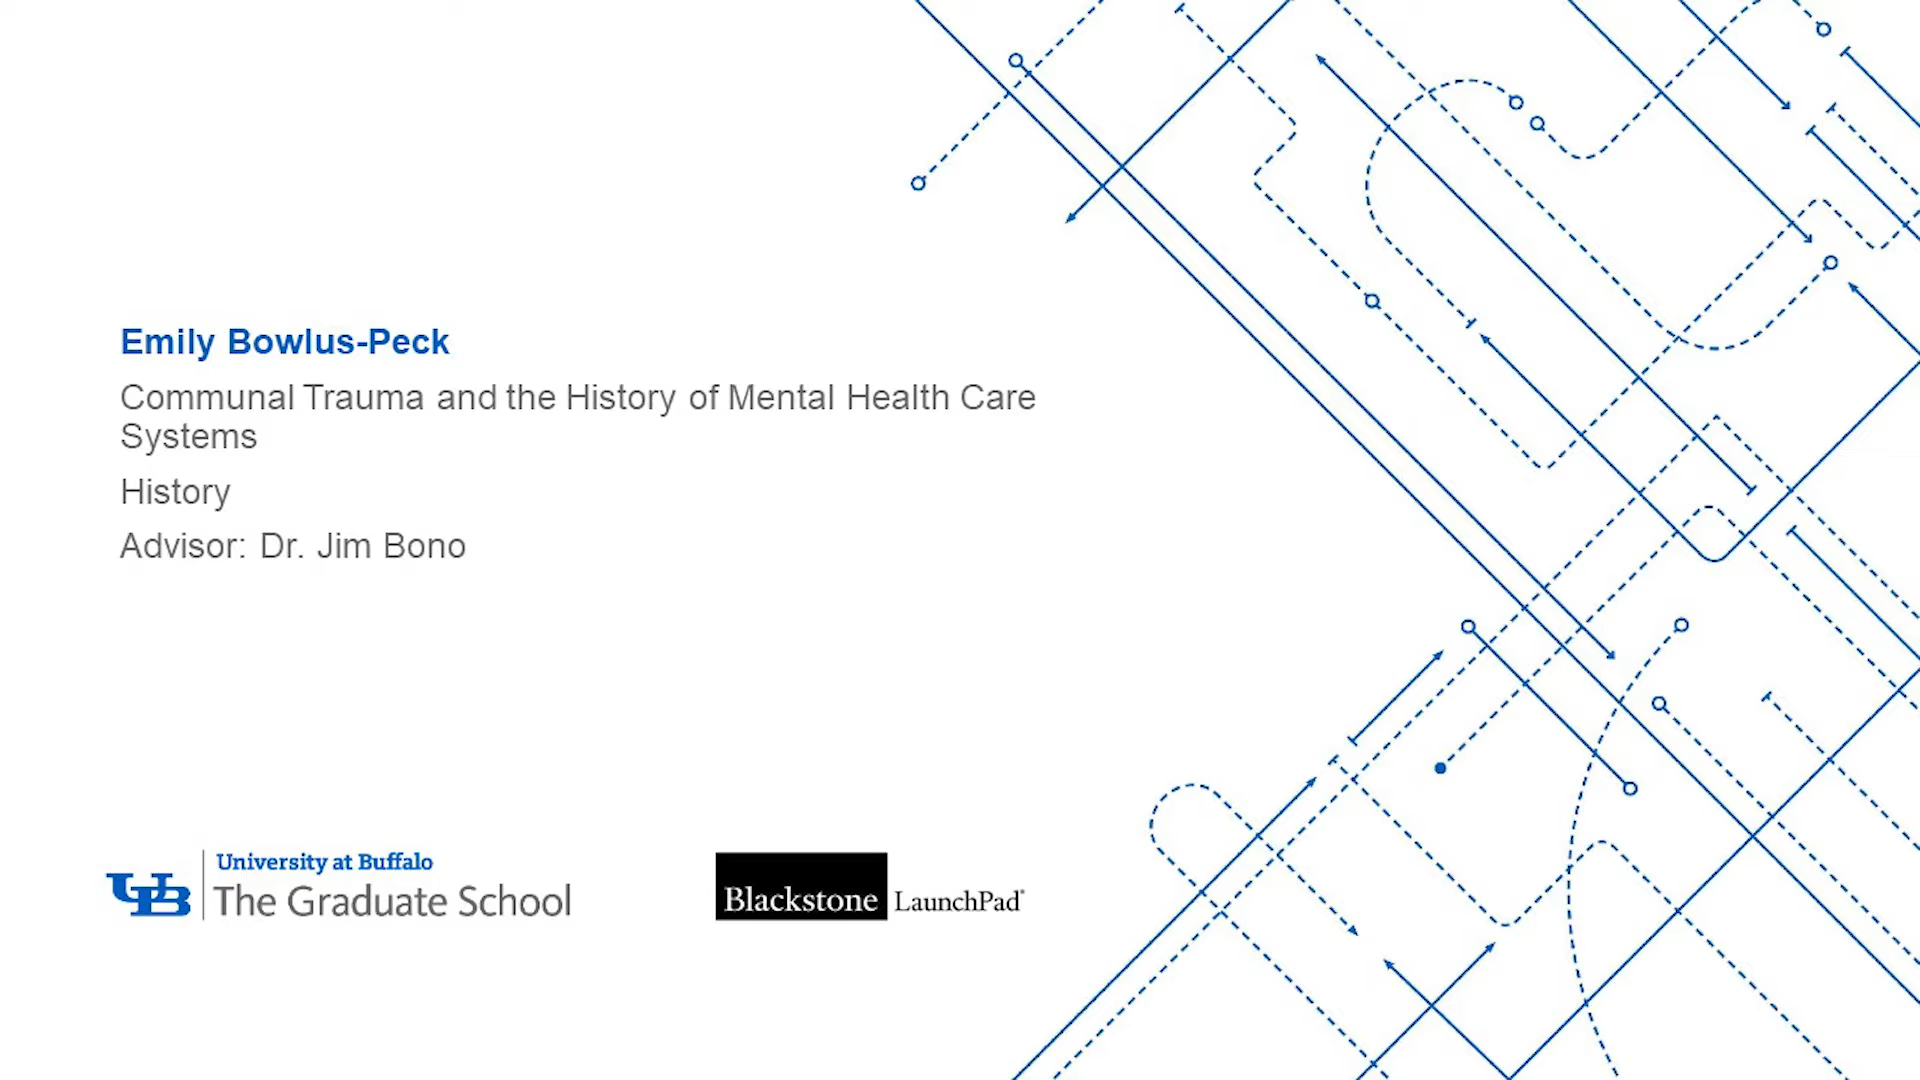 Emily Bowlus-Peck
Communal Trauma and the History of Mental Health Care
Systems
History
Advisor: Dr. Jim Bono
UB
University at Buffalo
The Graduate School
Blackstone LaunchPad®